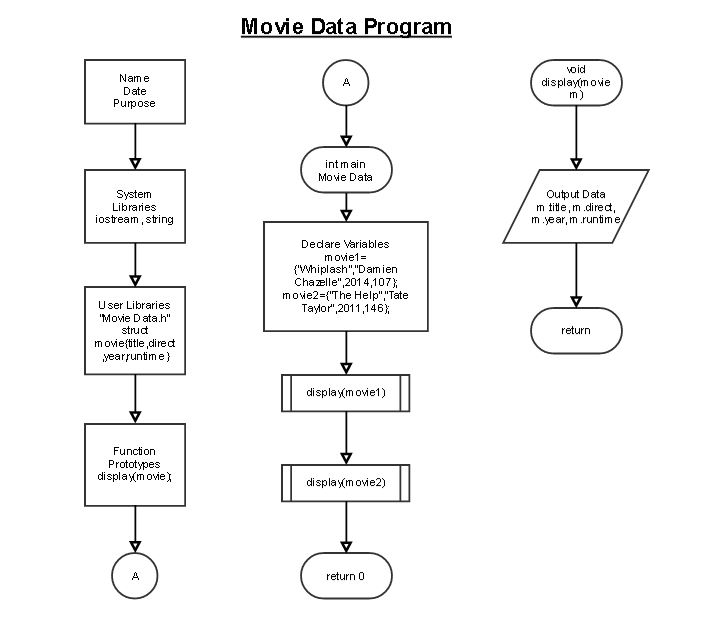 Movie Data Program
Name
Date
Purpose
System
Libraries
iostream, string
User Libraries
"Movie Data.h"
struct
movie{title,direct
,year,runtime}
Function
Prototypes
display(movie);
A
A
int main
Movie Data
Declare Variables
movie1=
{"Whiplash","Damien
Chazelle",2014,107};
movie2={"The Help","Tate
Taylor",2011,146};
display(movie1)
display(movie2)
return 0
void
display(movie
m)
Output Data
m.title, m.direct,
m.year, m.runtime
return